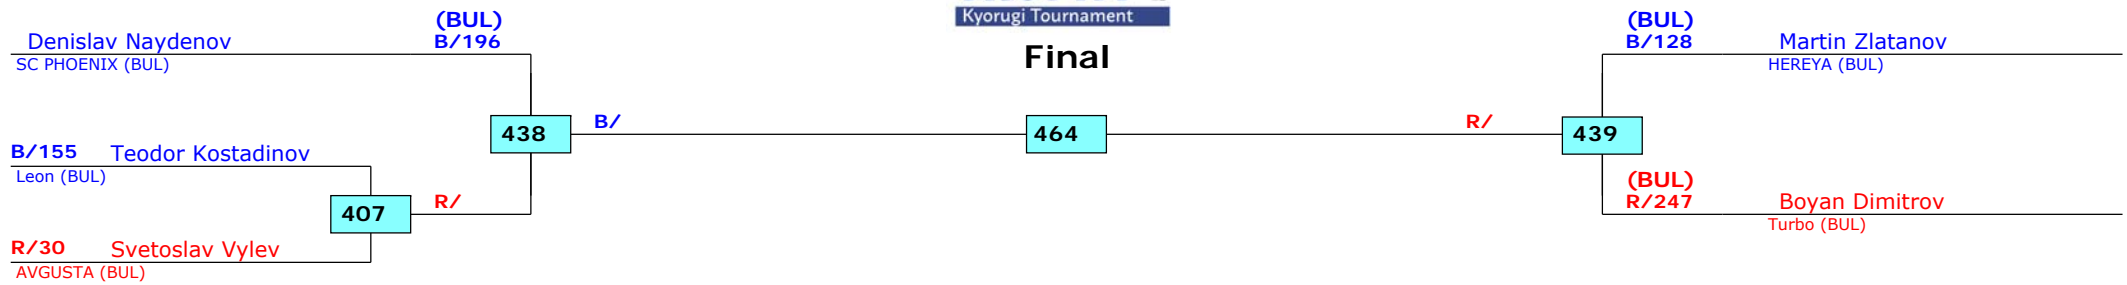 Kyorugi Tournament
Final
(BUL)
B/196
Denislav Naydenov
SC PHOENIX (BUL)
438
B/
B/155 Teodor Kostadinov
Leon (BUL)
407
R/
R/30 Svetoslav Vylev
AVGUSTA (BUL)
464
(BUL)
B/128
Martin Zlatanov
HEREYA (BUL)
R/
439
(BUL)
R/247
Boyan Dimitrov
Turbo (BUL)